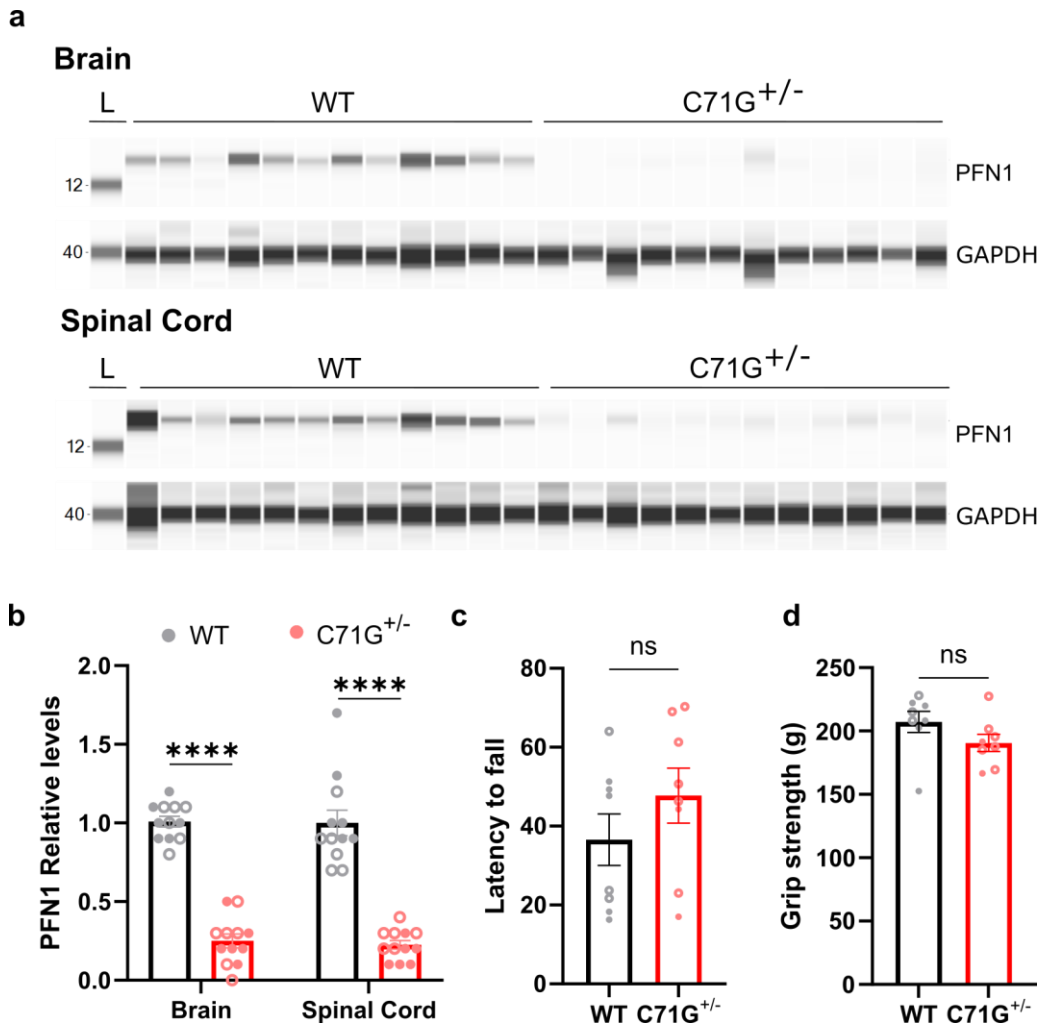 a
Brain
L WT C71G+/-
12 - PFN1
40 - GAPDH
Spinal Cord
L WT C71G+/-
12 - PFN1
40 - GAPDH
b
WT C71G+/-
PFN1 Relative levels
2.0
1.5
1.0
0.5
0.0
****
****
Brain Spinal Cord
c
Latency to fall
80
60
40
20
0
ns
WT C71G+/-
d
Grip strength (g)
250
200
150
100
50
0
ns
WT C71G+/-